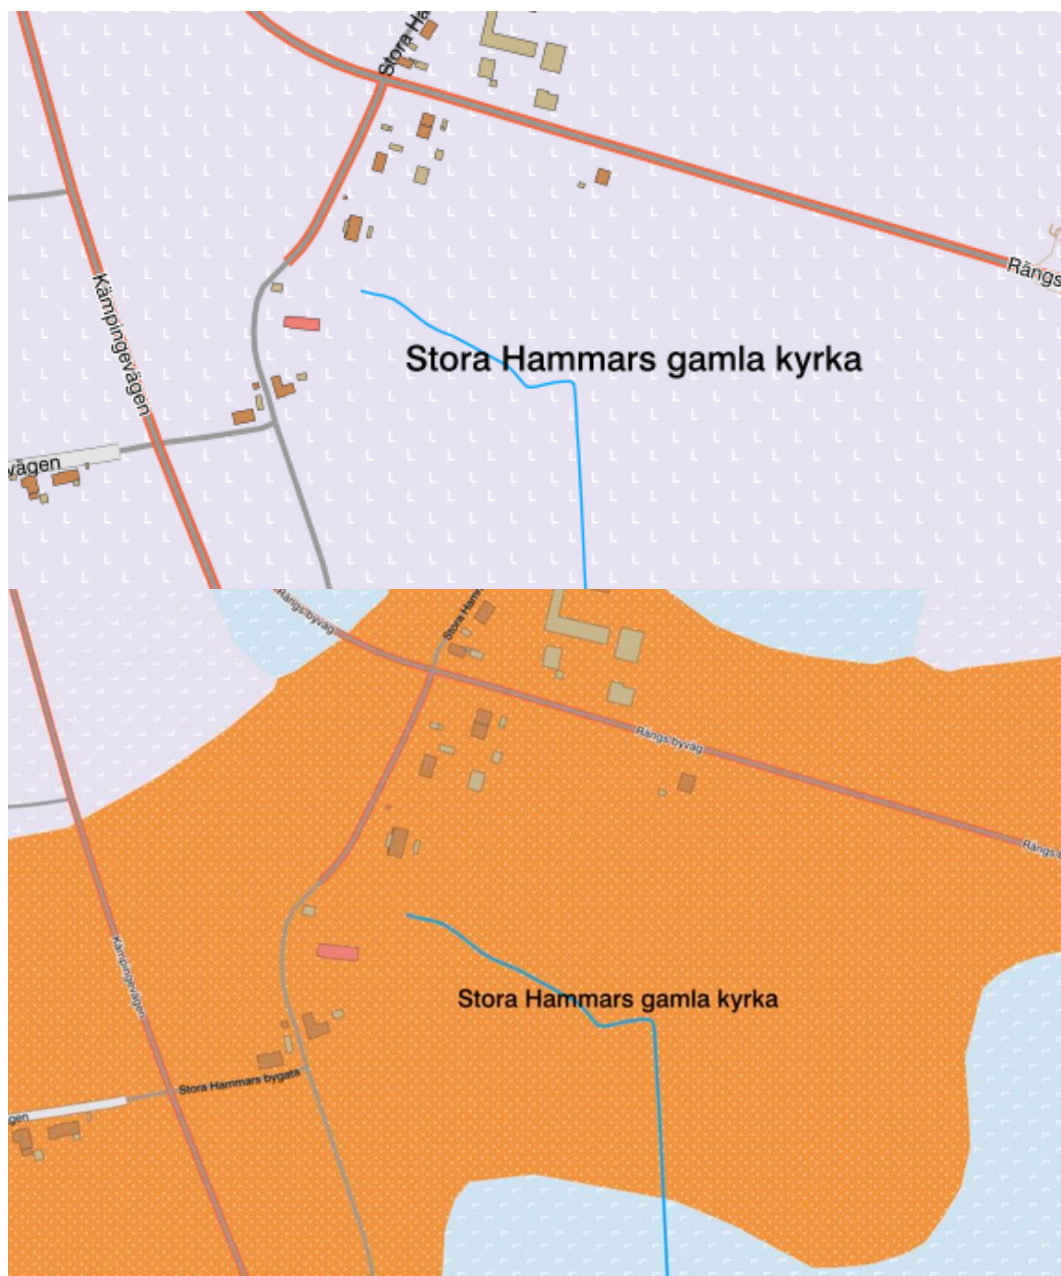 Stora Ha
Rängs
Kämpingevägen
Stora Hammars gamla kyrka
vägen
Rängs byväg
Stora Hamm
Rängs byväg
Rängs b
Kämpingevägen
Stora Hammars gamla kyrka
Stora Hammars bygata
gen